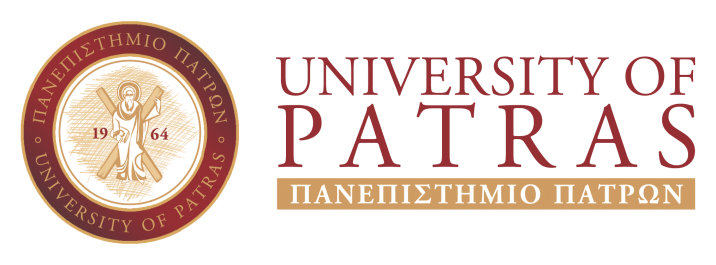 ΠΑΝΕΠΙΣΤΗΜΙΟ ΠΑΤΡΩΝ
19 64
UNIVERSITY OF PATRAS
UNIVERSITY OF
PATRAS
ΠΑΝΕΠΙΣΤΗΜΙΟ ΠΑΤΡΩΝ